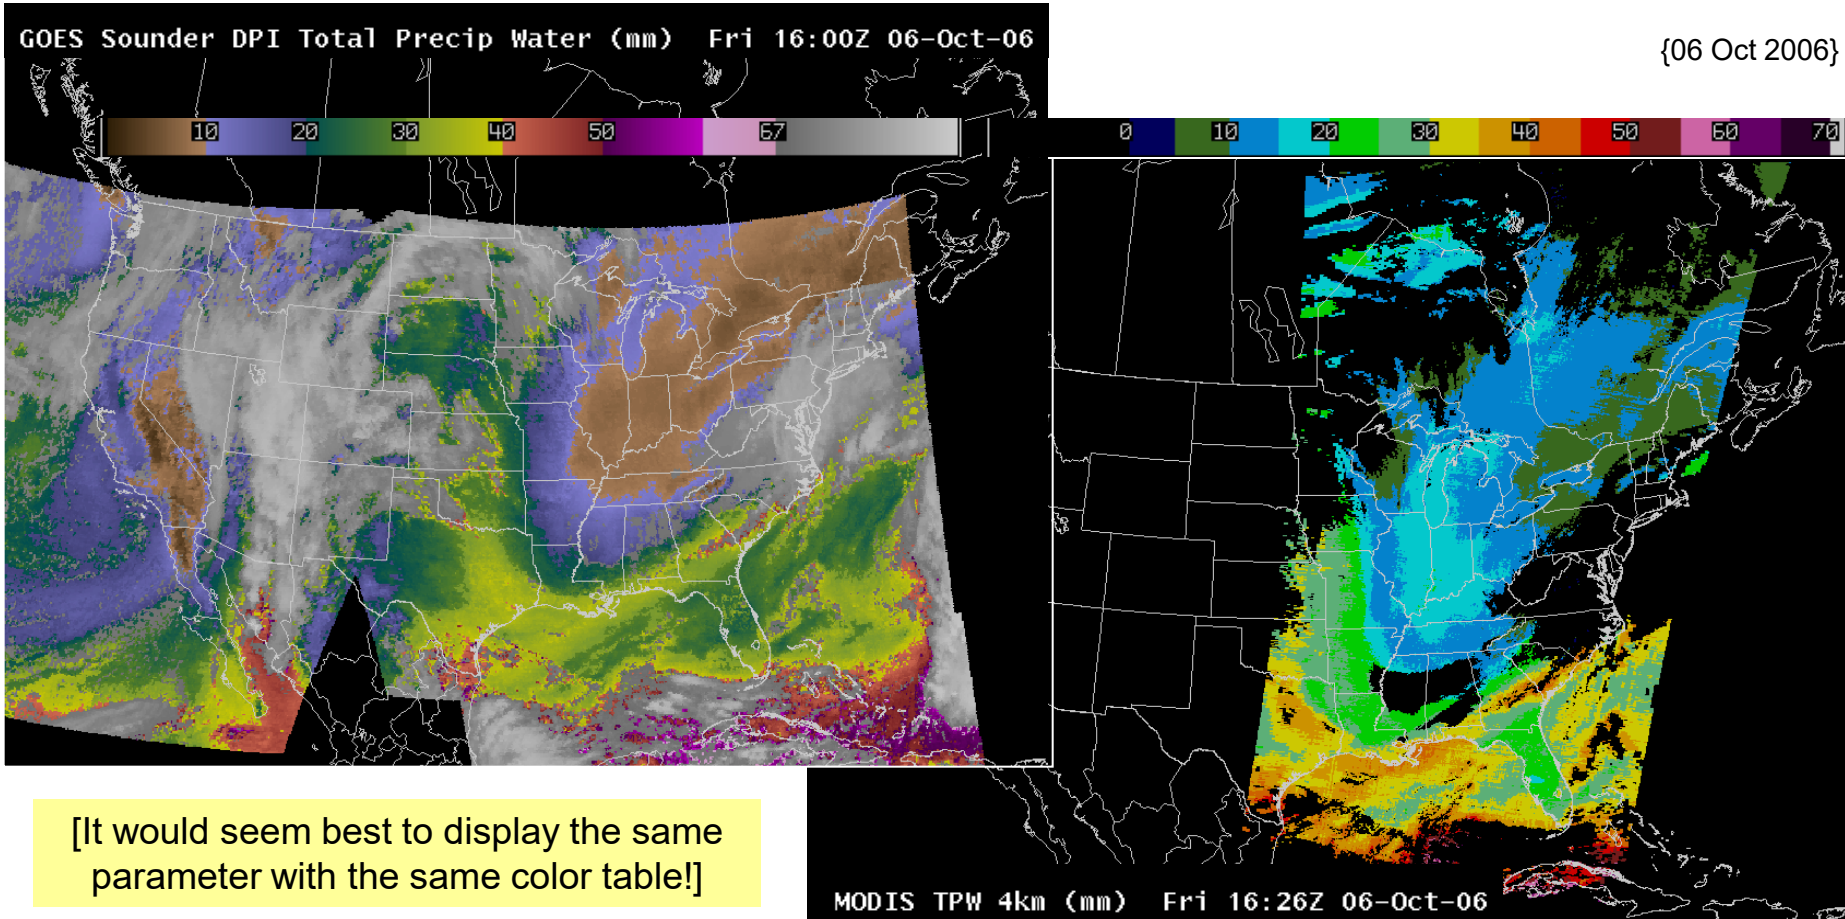 GOES Sounder DPI Total Precip Water (mm)  Fri 16:00Z 06-Oct-06
{06 Oct 2006}
10 20 30 40 50 67
0 10 20 30 40 50 60 70
[It would seem best to display the same
parameter with the same color table!]
MODIS TPW 4km (mm)  Fri 16:26Z 06-Oct-06